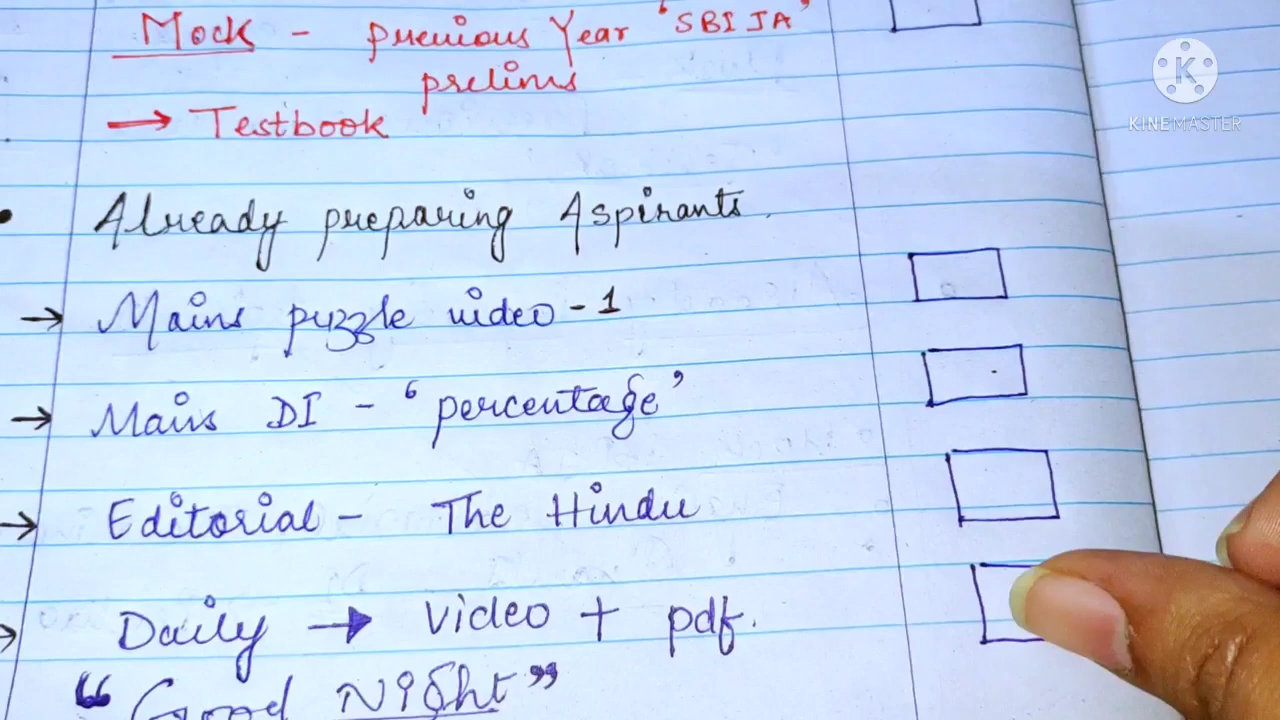 Mock - previous Year 'SBI JA'
prelims
→ Testbook
• Already preparing Aspirants.
→ Mains puzzle video - 1
→ Mains DI - 'percentage'
→ Editorial - The Hindu
→ Daily → video + pdf.
"Good Night"
K
KINEMASTER